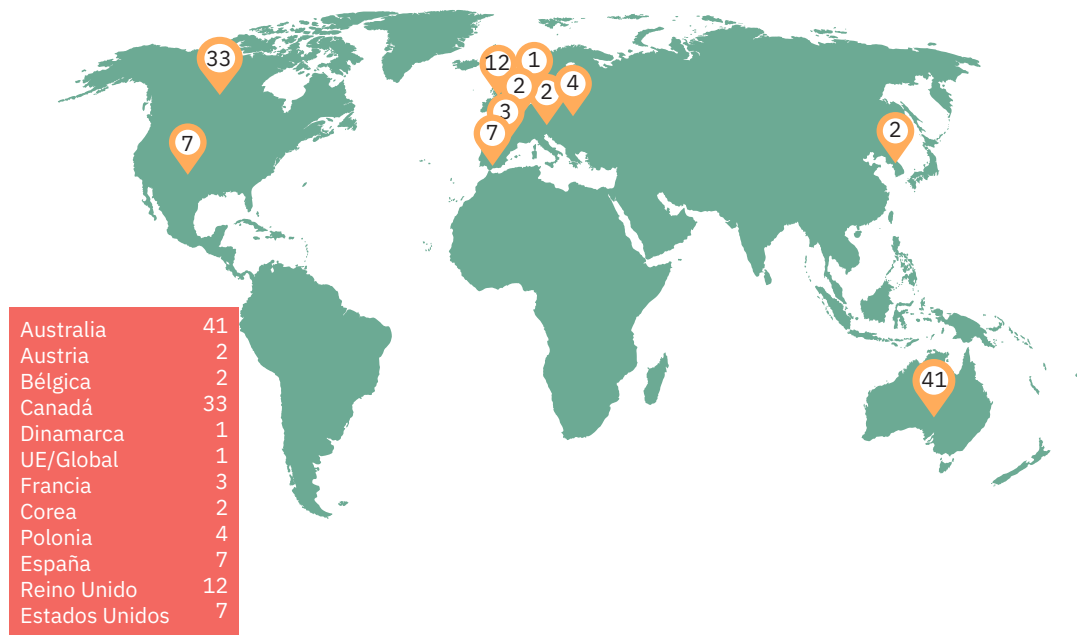 33
12
1
2
2
4
3
7
7
2
41
Australia 41
Austria 2
Bélgica 2
Canadá 33
Dinamarca 1
UE/Global 1
Francia 3
Corea 2
Polonia 4
España 7
Reino Unido 12
Estados Unidos 7